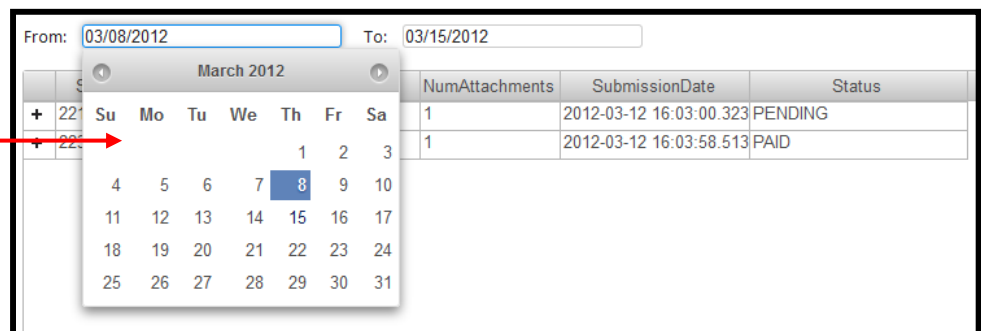 From: 03/08/2012 To: 03/15/2012
March 2012
NumAttachments SubmissionDate Status
+ 1 2012-03-12 16:03:00.323 PENDING
+ 1 2012-03-12 16:03:58.513 PAID
Su Mo Tu We Th Fr Sa
1 2 3
4 5 6 7 8 9 10
11 12 13 14 15 16 17
18 19 20 21 22 23 24
25 26 27 28 29 30 31